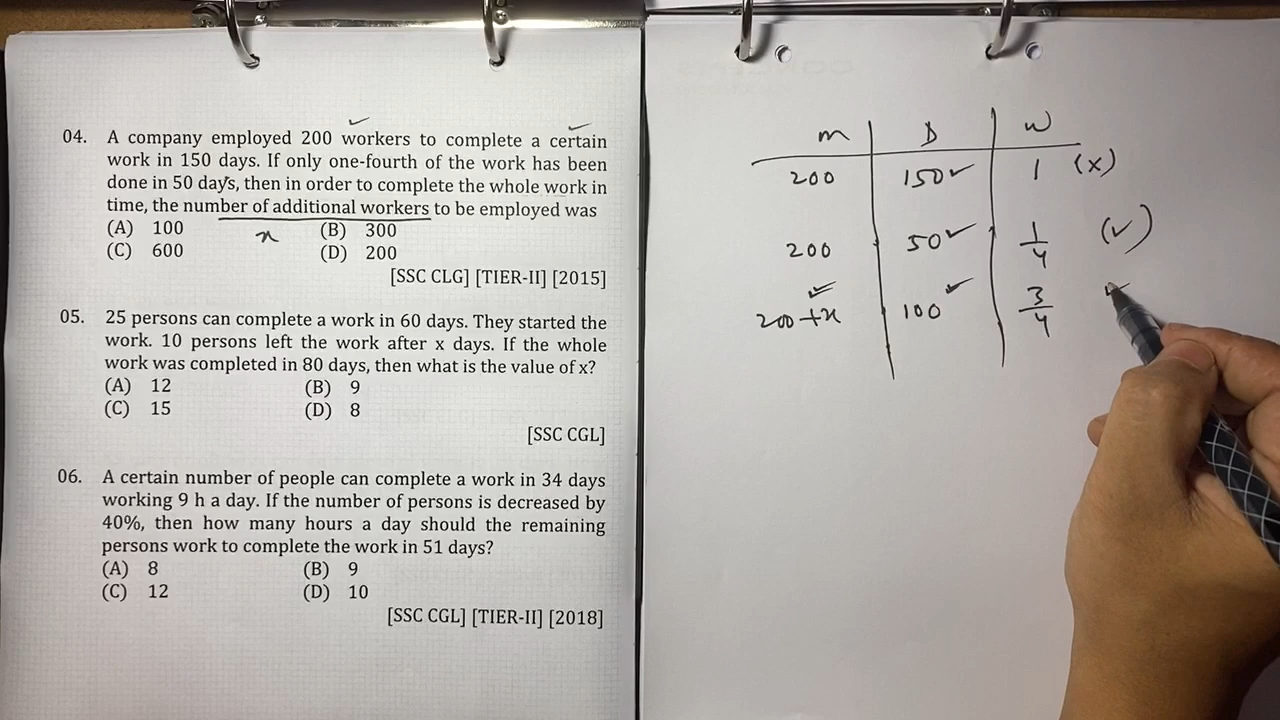 04. A company employed 200 workers to complete a certain
work in 150 days. If only one-fourth of the work has been
done in 50 days, then in order to complete the whole work in
time, the number of additional workers to be employed was
(A) 100 (B) 300
x
(C) 600 (D) 200
[SSC CLG] [TIER-II] [2015]
05. 25 persons can complete a work in 60 days. They started the
work. 10 persons left the work after x days. If the whole
work was completed in 80 days, then what is the value of x?
(A) 12 (B) 9
(C) 15 (D) 8
[SSC CGL]
06. A certain number of people can complete a work in 34 days
working 9 h a day. If the number of persons is decreased by
40%, then how many hours a day should the remaining
persons work to complete the work in 51 days?
(A) 8 (B) 9
(C) 12 (D) 10
[SSC CGL] [TIER-II] [2018]
m D W
200 150✓ 1 (x)
200 50✓ 1/4 (✓)
200+x 100✓ 3/4 ✓